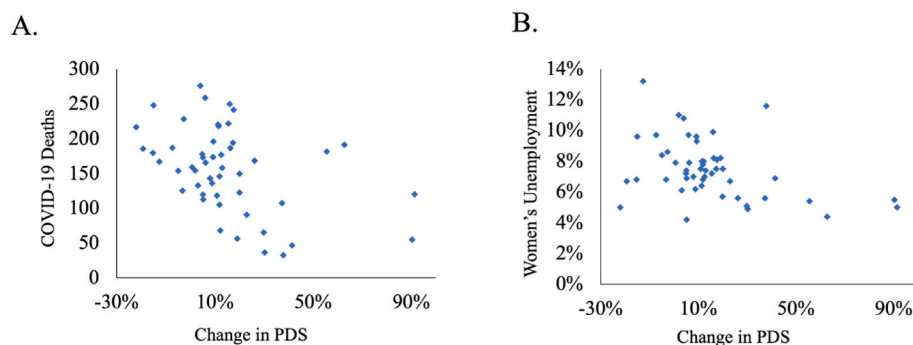 A.
COVID-19 Deaths
300
250
200
150
100
50
0
-30% 10% 50% 90%
Change in PDS
B.
Women's Unemployment
14%
12%
10%
8%
6%
4%
2%
0%
-30% 10% 50% 90%
Change in PDS